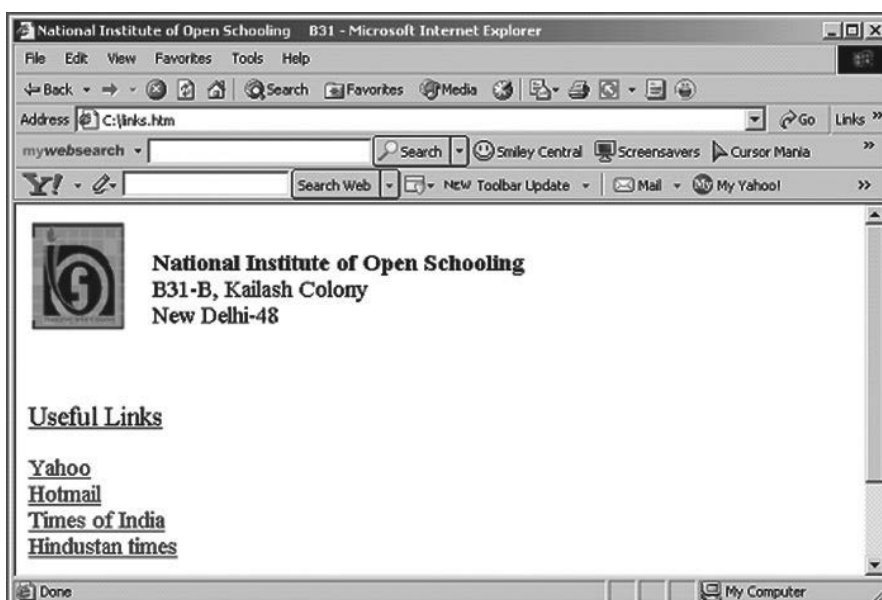 National Institute of Open Schooling B31 - Microsoft Internet Explorer
File Edit View Favorites Tools Help
Back Search Favorites Media
Address C:\links.htm Go Links »
mywebsearch Search Smiley Central Screensavers Cursor Mania »
Y! Search Web NEW Toolbar Update Mail My Yahoo! »
National Institute of Open Schooling
B31-B, Kailash Colony
New Delhi-48
Useful Links
Yahoo
Hotmail
Times of India
Hindustan times
Done My Computer